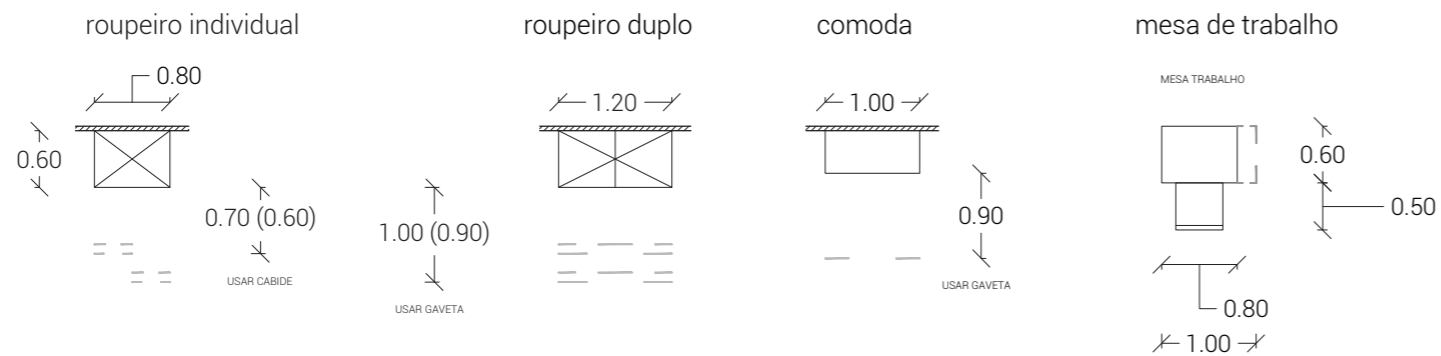 roupeiro individual
roupeiro duplo
comoda
mesa de trabalho
0.80
1.20
1.00
MESA TRABALHO
0.60
0.60
0.70 (0.60)
1.00 (0.90)
0.90
0.50
USAR CABIDE
USAR GAVETA
USAR GAVETA
0.80
1.00